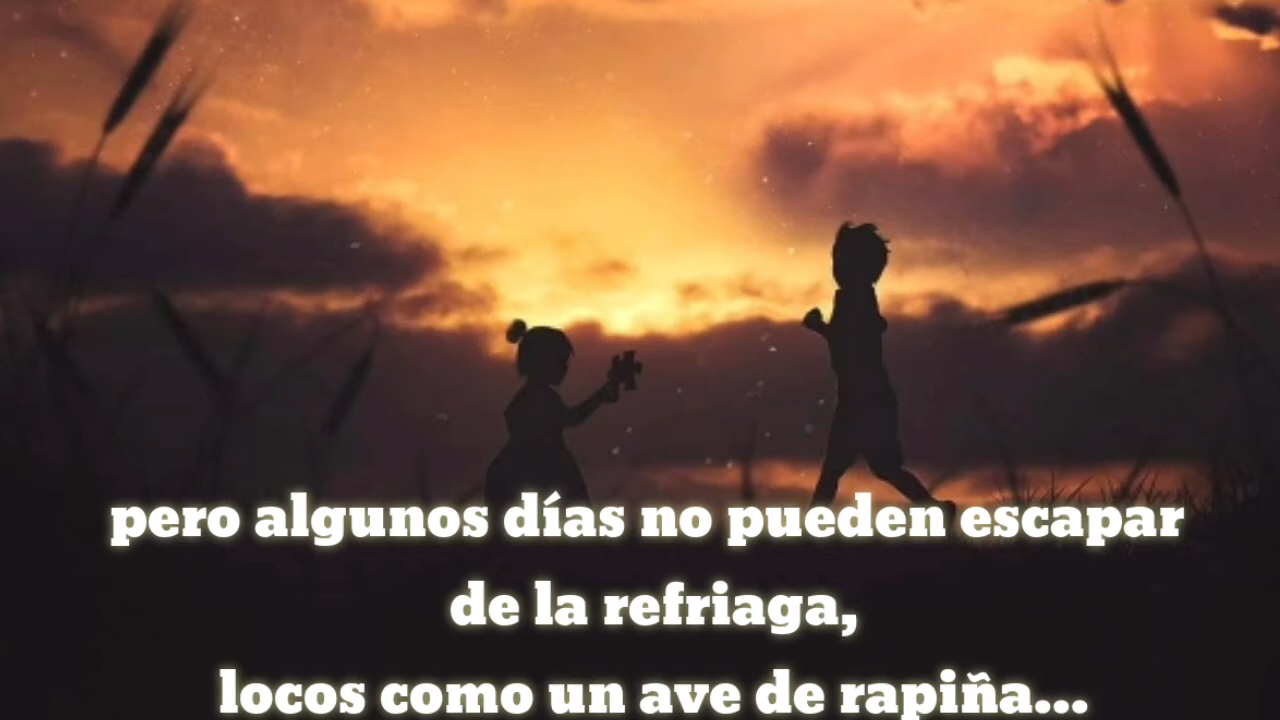 pero algunos días no pueden escapar
de la refriaga,
locos como un ave de rapiña...